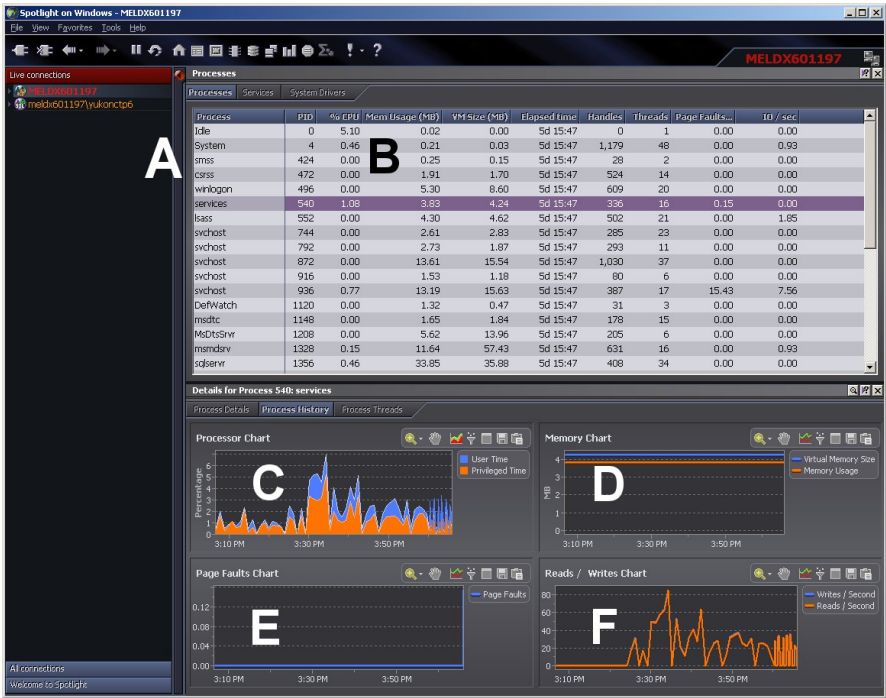 Spotlight on Windows - MELDX601197
File View Favorites Tools Help
MELDX601197
Live connections
MELDX601197
meldx601197\yukonctp6
A
Processes
Processes Services System Drivers
Process PID % CPU Mem Usage (MB) VM Size (MB) Elapsed time Handles Threads Page Faults... IO / sec
Idle 0 5.10 0.02 0.00 5d 15:47 0 1 0.00 0.00
System 4 0.46 0.21 0.03 5d 15:47 1,179 48 0.00 0.93
smss 424 0.00 0.25 0.15 5d 15:47 28 2 0.00 0.00
csrss 472 0.00 1.91 1.70 5d 15:47 524 14 0.00 0.00
winlogon 496 0.00 5.30 8.60 5d 15:47 609 20 0.00 0.00
services 540 1.08 3.83 4.24 5d 15:47 336 16 0.15 0.00
lsass 552 0.00 4.30 4.62 5d 15:47 502 21 0.00 1.85
svchost 744 0.00 2.61 2.83 5d 15:47 285 23 0.00 0.00
svchost 792 0.00 2.73 1.87 5d 15:47 293 11 0.00 0.00
svchost 872 0.00 13.61 15.54 5d 15:47 1,030 37 0.00 0.00
svchost 916 0.00 1.53 1.18 5d 15:47 80 6 0.00 0.00
svchost 936 0.77 13.19 15.63 5d 15:47 387 17 15.43 7.56
DefWatch 1120 0.00 1.32 0.47 5d 15:47 31 3 0.00 0.00
msdtc 1148 0.00 1.65 1.84 5d 15:47 178 15 0.00 0.00
MsDtsSrvr 1208 0.00 5.62 13.96 5d 15:47 205 6 0.00 0.00
msmdsrv 1328 0.15 11.64 57.43 5d 15:47 631 16 0.00 0.93
sqlservr 1356 0.46 33.85 35.88 5d 15:47 408 34 0.00 0.00
B
Details for Process 540: services
Process Details Process History Process Threads
Processor Chart
User Time
Privileged Time
Percentage
6
5
4
3
2
1
0
3:10 PM 3:30 PM 3:50 PM
C
Memory Chart
Virtual Memory Size
Memory Usage
MB
4
3
2
1
0
3:10 PM 3:30 PM 3:50 PM
D
Page Faults Chart
Page Faults
0.12
0.08
0.04
0.00
3:10 PM 3:30 PM 3:50 PM
E
Reads / Writes Chart
Writes / Second
Reads / Second
80
60
40
20
0
3:10 PM 3:30 PM 3:50 PM
F
All connections
Welcome to Spotlight